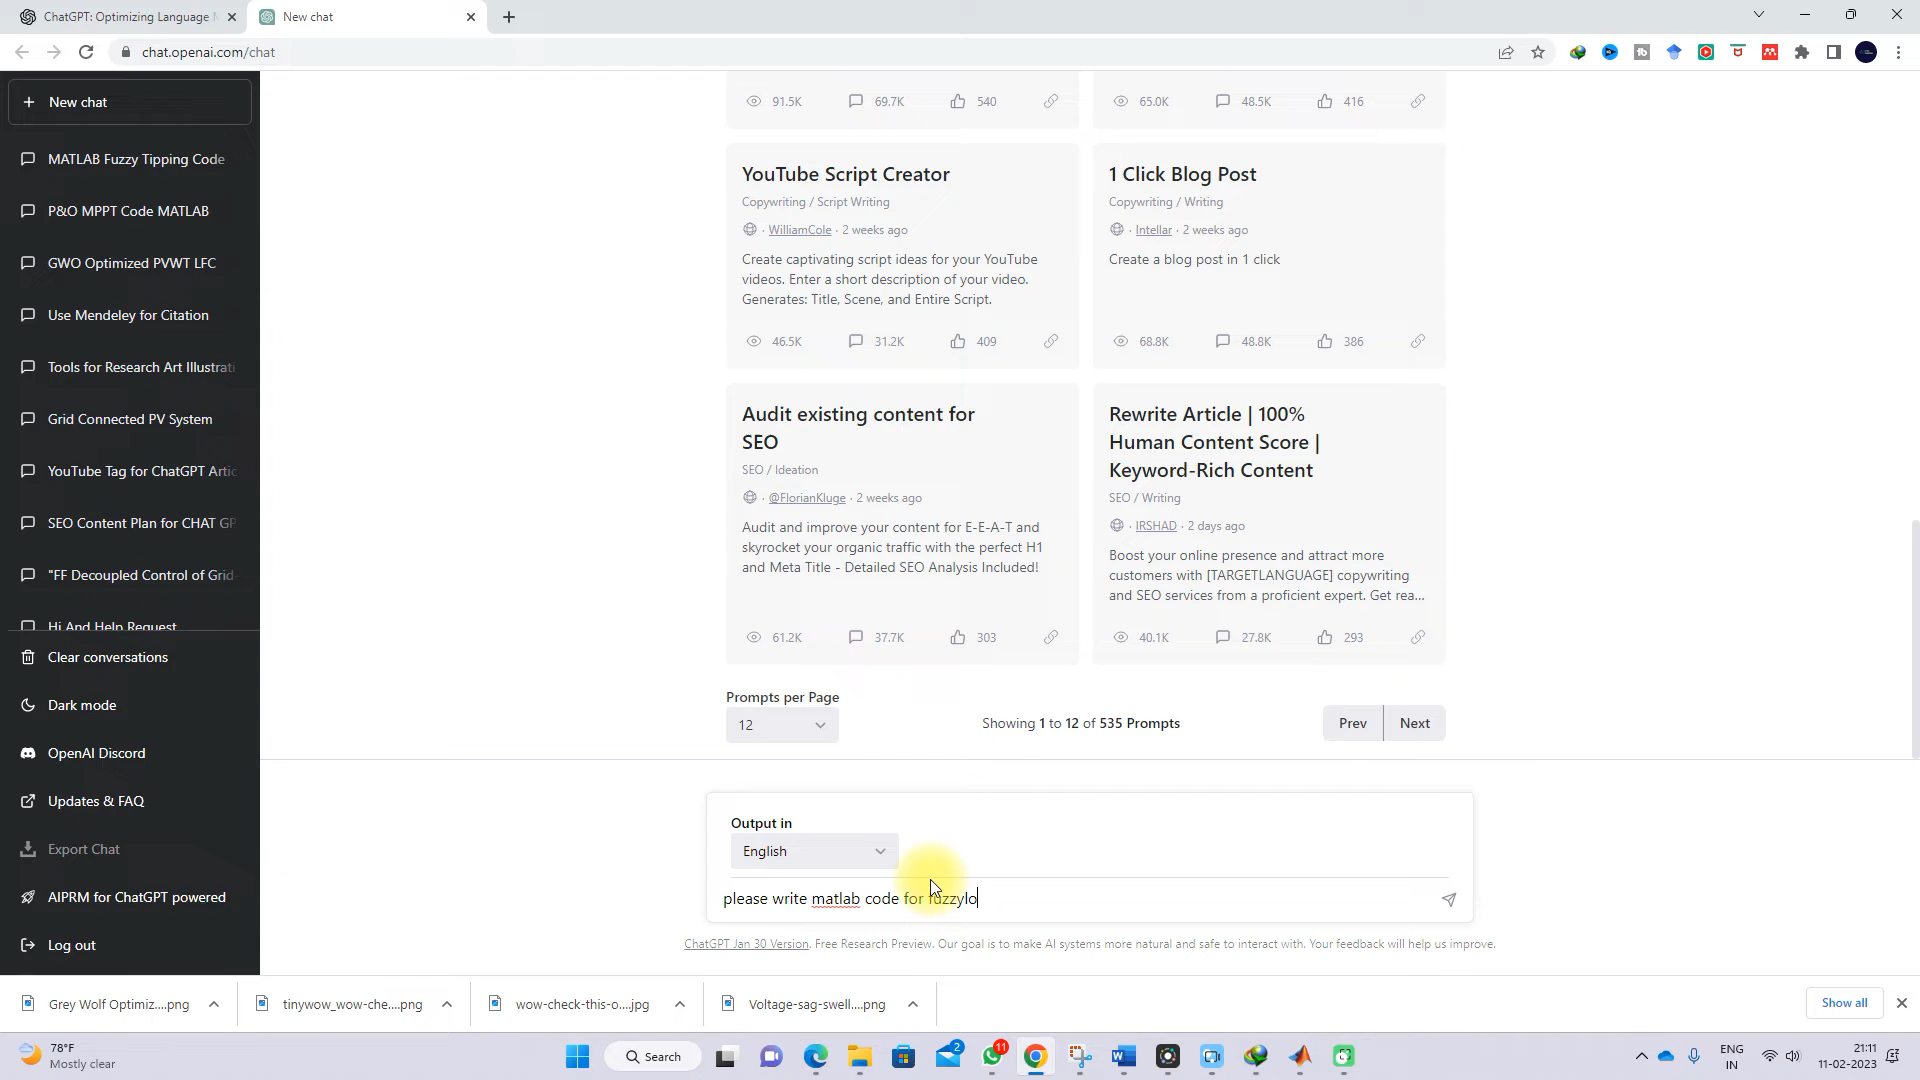 ChatGPT: Optimizing Language M
New chat
chat.openai.com/chat
New chat
MATLAB Fuzzy Tipping Code
P&O MPPT Code MATLAB
GWO Optimized PVWT LFC
Use Mendeley for Citation
Tools for Research Art Illustrati
Grid Connected PV System
YouTube Tag for ChatGPT Artic
SEO Content Plan for CHAT GP
"FF Decoupled Control of Grid
Hi And Help Request
Clear conversations
Dark mode
OpenAI Discord
Updates & FAQ
Export Chat
AIPRM for ChatGPT powered
Log out
91.5K 69.7K 540
65.0K 48.5K 416
YouTube Script Creator
Copywriting / Script Writing
· WilliamCole · 2 weeks ago
Create captivating script ideas for your YouTube
videos. Enter a short description of your video.
Generates: Title, Scene, and Entire Script.
46.5K 31.2K 409
1 Click Blog Post
Copywriting / Writing
· Intellar · 2 weeks ago
Create a blog post in 1 click
68.8K 48.8K 386
Audit existing content for
SEO
SEO / Ideation
· @FlorianKluge · 2 weeks ago
Audit and improve your content for E-E-A-T and
skyrocket your organic traffic with the perfect H1
and Meta Title - Detailed SEO Analysis Included!
61.2K 37.7K 303
Rewrite Article | 100%
Human Content Score |
Keyword-Rich Content
SEO / Writing
· IRSHAD · 2 days ago
Boost your online presence and attract more
customers with [TARGETLANGUAGE] copywriting
and SEO services from a proficient expert. Get rea...
40.1K 27.8K 293
Prompts per Page
12
Showing 1 to 12 of 535 Prompts
Prev Next
Output in
English
please write matlab code for fuzzylo
ChatGPT Jan 30 Version. Free Research Preview. Our goal is to make AI systems more natural and safe to interact with. Your feedback will help us improve.
Grey Wolf Optimiz....png
tinywow_wow-che....png
wow-check-this-o....jpg
Voltage-sag-swell....png
Show all
78°F
Mostly clear
Search
2
11
ENG
IN
21:11
11-02-2023